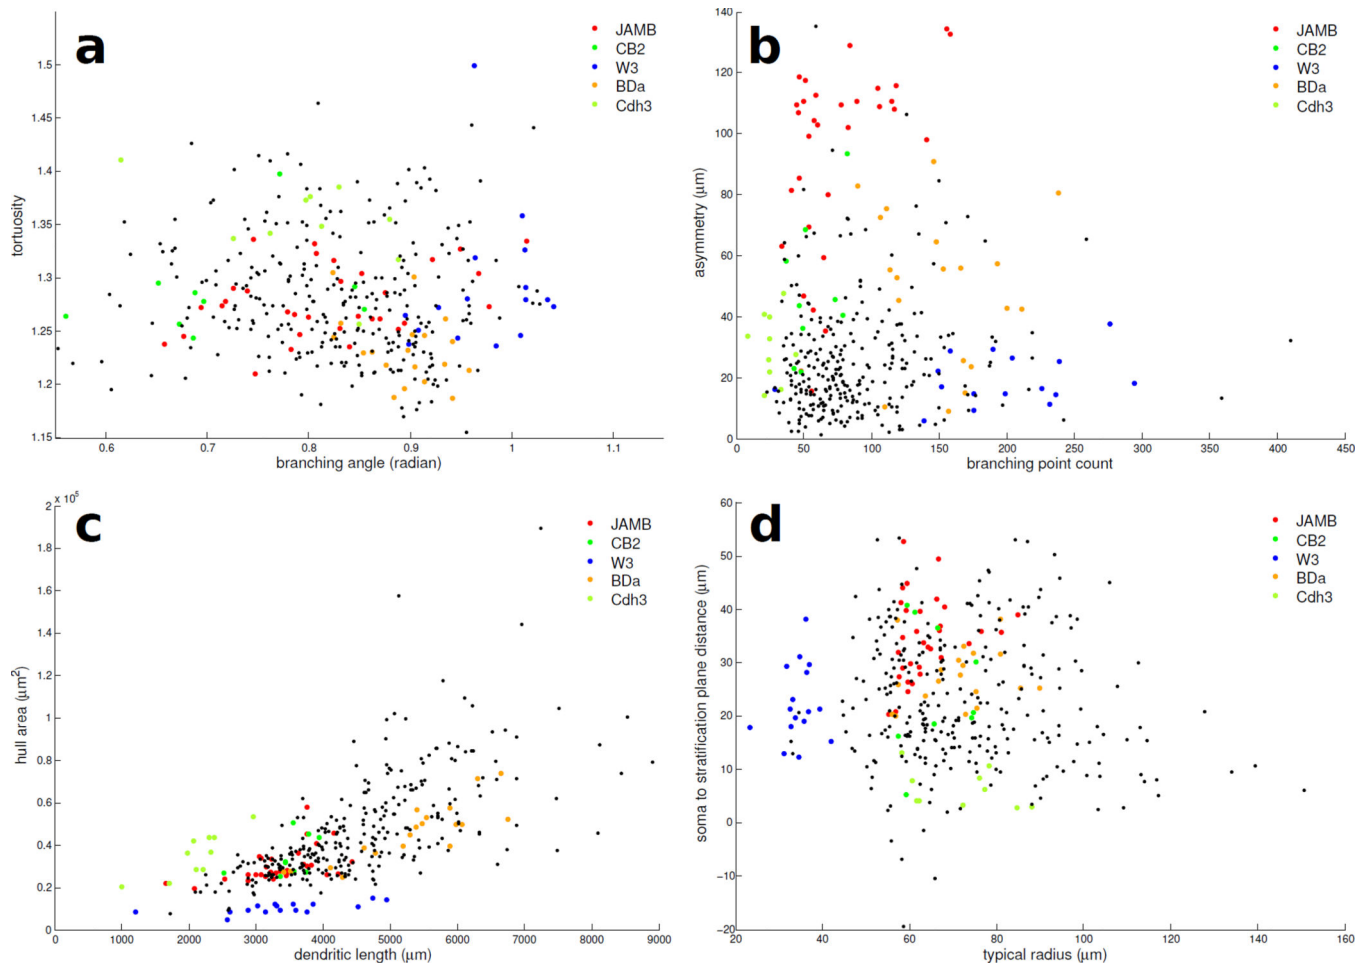 a
JAMB
CB2
W3
BDa
Cdh3
1.5
1.45
1.4
1.35
1.3
1.25
1.2
1.15
tortuosity
0.6 0.7 0.8 0.9 1 1.1
branching angle (radian)
b
JAMB
CB2
W3
BDa
Cdh3
140
120
100
80
60
40
20
0
asymmetry (μm)
0 50 100 150 200 250 300 350 400 450
branching point count
c
x 10⁵
JAMB
CB2
W3
BDa
Cdh3
2
1.8
1.6
1.4
1.2
1
0.8
0.6
0.4
0.2
0
hull area (μm²)
0 1000 2000 3000 4000 5000 6000 7000 8000 9000
dendritic length (μm)
d
JAMB
CB2
W3
BDa
Cdh3
60
50
40
30
20
10
0
−10
−20
soma to stratification plane distance (μm)
20 40 60 80 100 120 140 160
typical radius (μm)